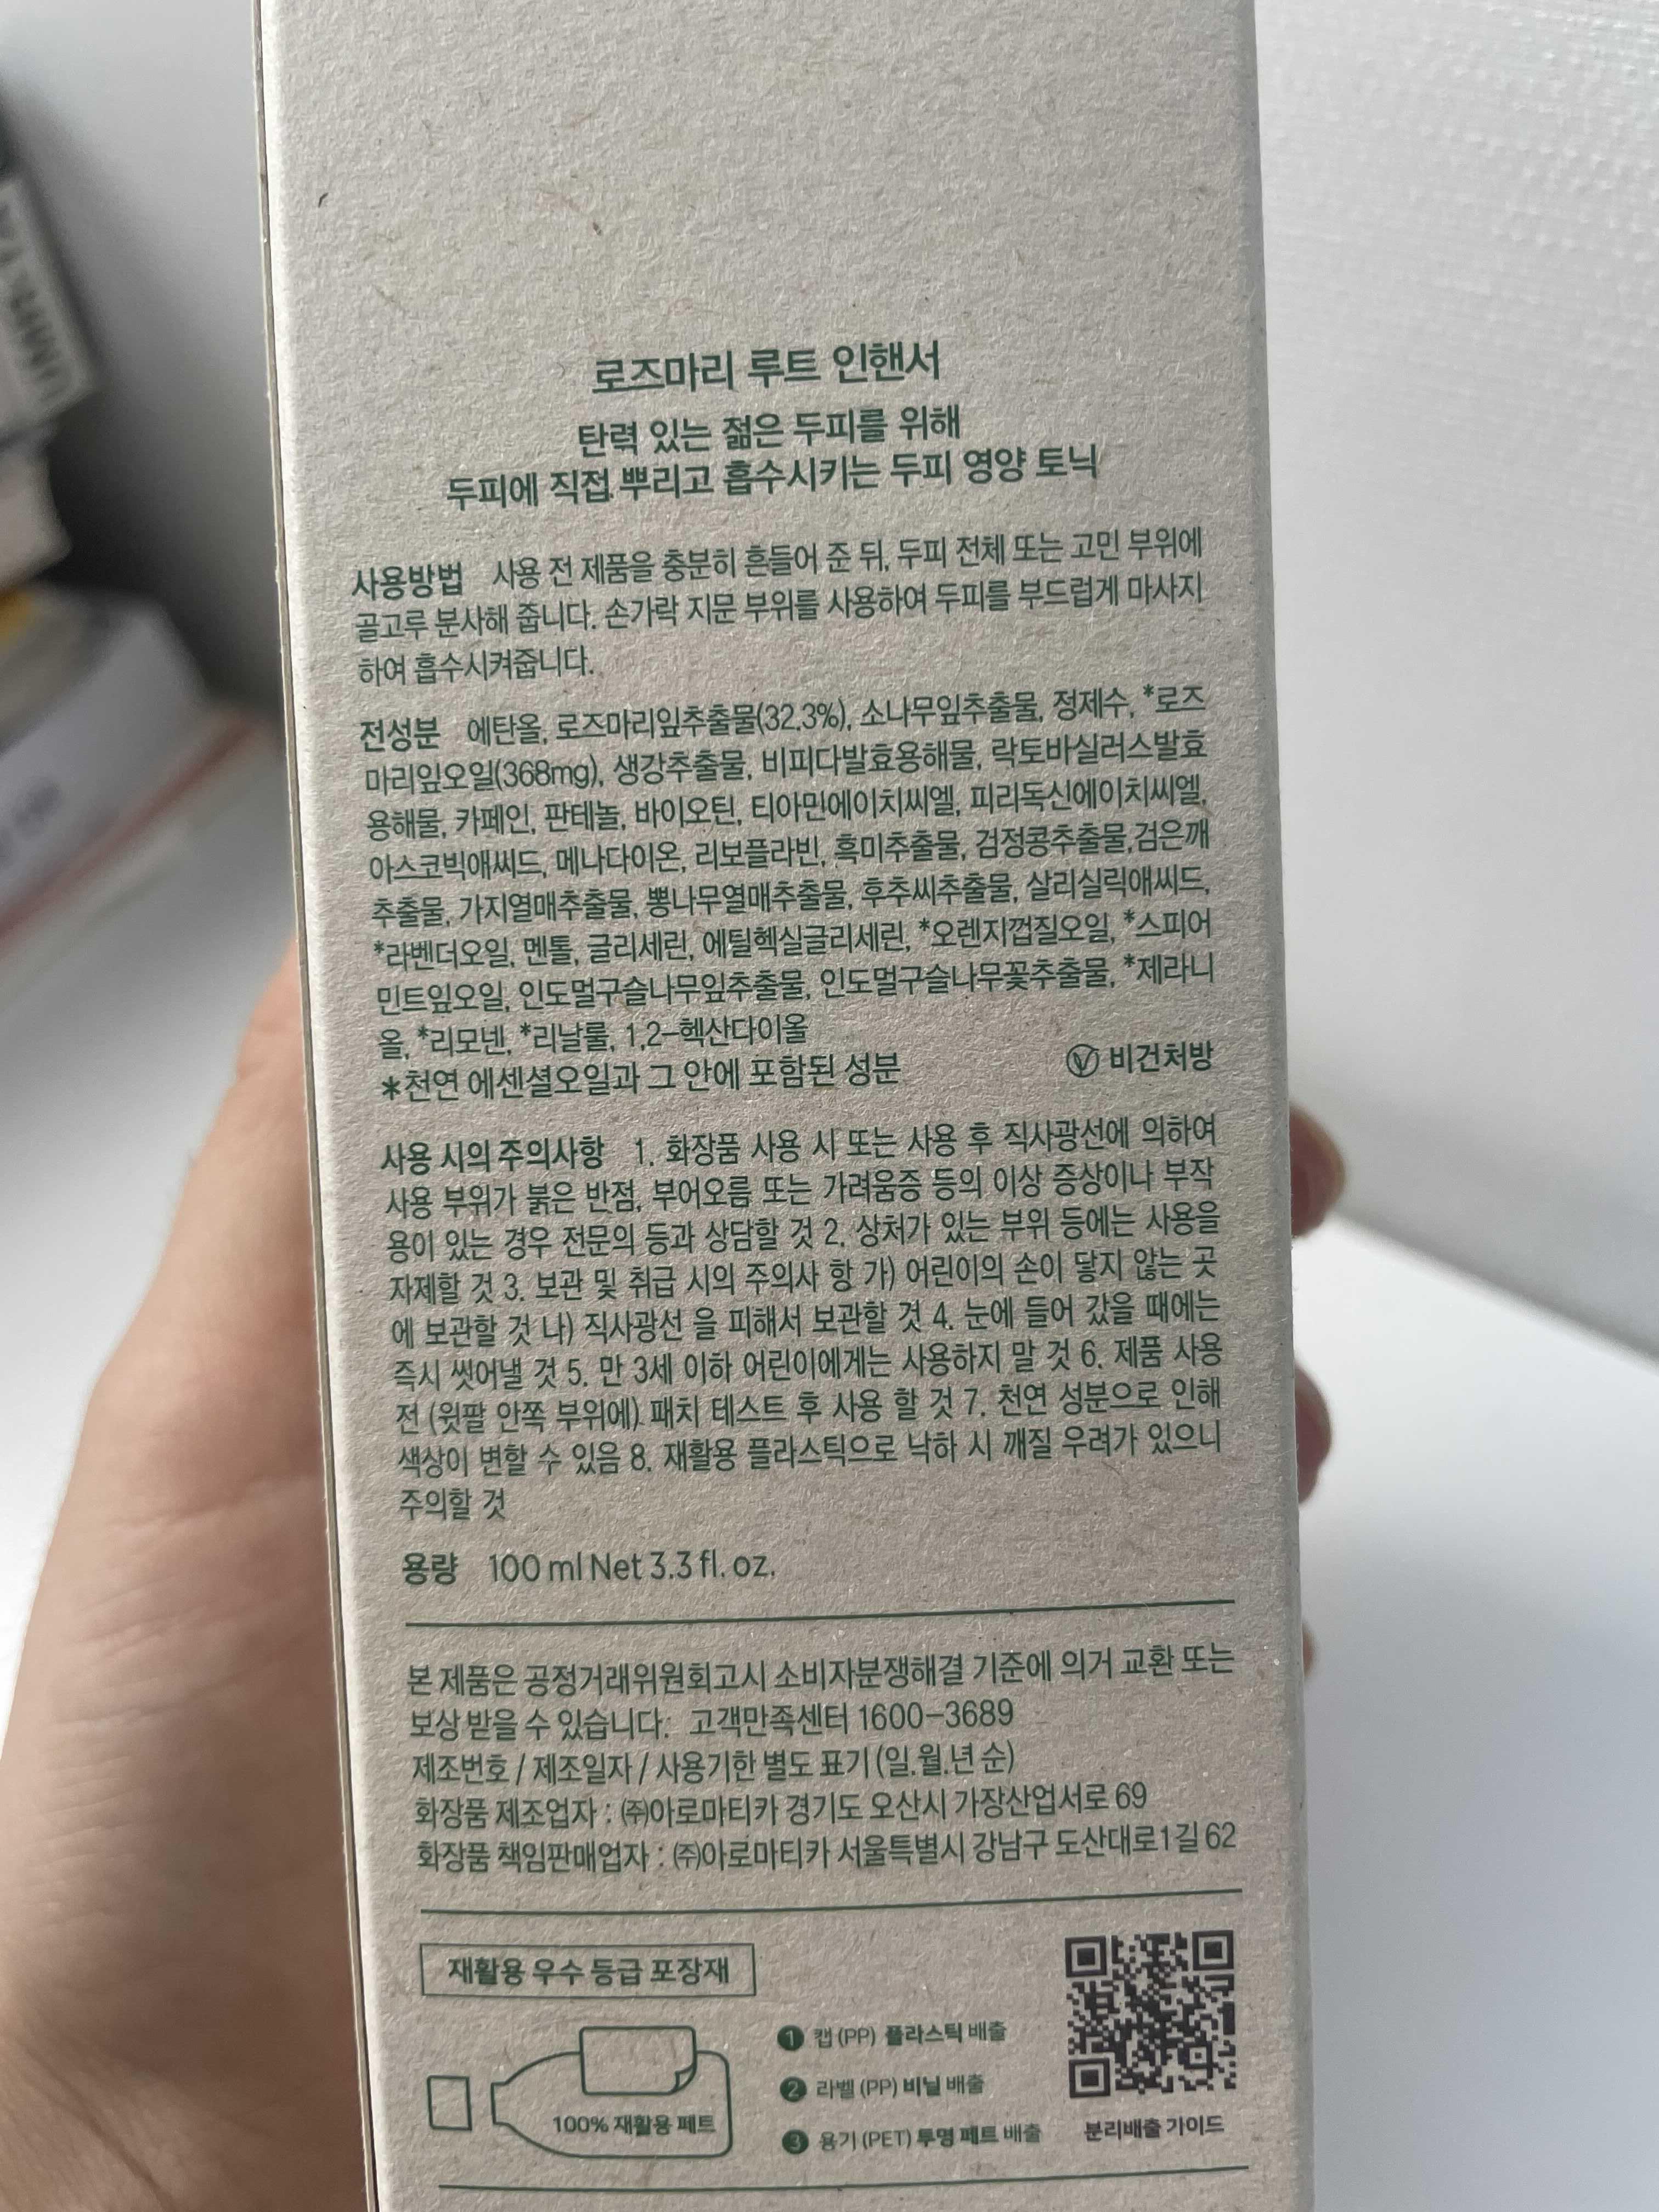 로즈마리 루트 인핸서
탄력 있는 젊은 두피를 위해
두피에 직접 뿌리고 흡수시키는 두피 영양 토닉
사용방법 사용 전 제품을 충분히 흔들어 준 뒤, 두피 전체 또는 고민 부위에
골고루 분사해 줍니다. 손가락 지문 부위를 사용하여 두피를 부드럽게 마사지
하여 흡수시켜줍니다.
전성분 에탄올, 로즈마리잎추출물(32.3%), 소나무잎추출물, 정제수, *로즈
마리잎오일(368mg), 생강추출물, 비피다발효용해물, 락토바실러스발효
용해물, 카페인, 판테놀, 바이오틴, 티아민에이치씨엘, 피리독신에이치씨엘,
아스코빅애씨드, 메나다이온, 리보플라빈, 흑미추출물, 검정콩추출물,검은깨
추출물, 가지열매추출물, 뽕나무열매추출물, 후추씨추출물, 살리실릭애씨드,
*라벤더오일, 멘톨, 글리세린, 에틸헥실글리세린, *오렌지껍질오일, *스피어
민트잎오일, 인도멀구슬나무잎추출물, 인도멀구슬나무꽃추출물, *제라니
올, *리모넨, *리날룰, 1,2-헥산다이올
*천연 에센셜오일과 그 안에 포함된 성분 비건처방
사용 시의 주의사항 1. 화장품 사용 시 또는 사용 후 직사광선에 의하여
사용 부위가 붉은 반점, 부어오름 또는 가려움증 등의 이상 증상이나 부작
용이 있는 경우 전문의 등과 상담할 것 2. 상처가 있는 부위 등에는 사용을
자제할 것 3. 보관 및 취급 시의 주의사 항 가) 어린이의 손이 닿지 않는 곳
에 보관할 것 나) 직사광선 을 피해서 보관할 것 4. 눈에 들어 갔을 때에는
즉시 씻어낼 것 5. 만 3세 이하 어린이에게는 사용하지 말 것 6. 제품 사용
전 (윗팔 안쪽 부위에) 패치 테스트 후 사용 할 것 7. 천연 성분으로 인해
색상이 변할 수 있음 8. 재활용 플라스틱으로 낙하 시 깨질 우려가 있으니
주의할 것
용량 100 ml Net 3.3 fl. oz.
본 제품은 공정거래위원회고시 소비자분쟁해결 기준에 의거 교환 또는
보상 받을 수 있습니다. 고객만족센터 1600-3689
제조번호 / 제조일자 / 사용기한 별도 표기 (일.월.년 순)
화장품 제조업자 : ㈜아로마티카 경기도 오산시 가장산업서로 69
화장품 책임판매업자 : ㈜아로마티카 서울특별시 강남구 도산대로1길 62
재활용 우수 등급 포장재
100% 재활용 페트
1 캡 (PP) 플라스틱 배출
2 라벨 (PP) 비닐 배출
3 용기 (PET) 투명 페트 배출
분리배출 가이드